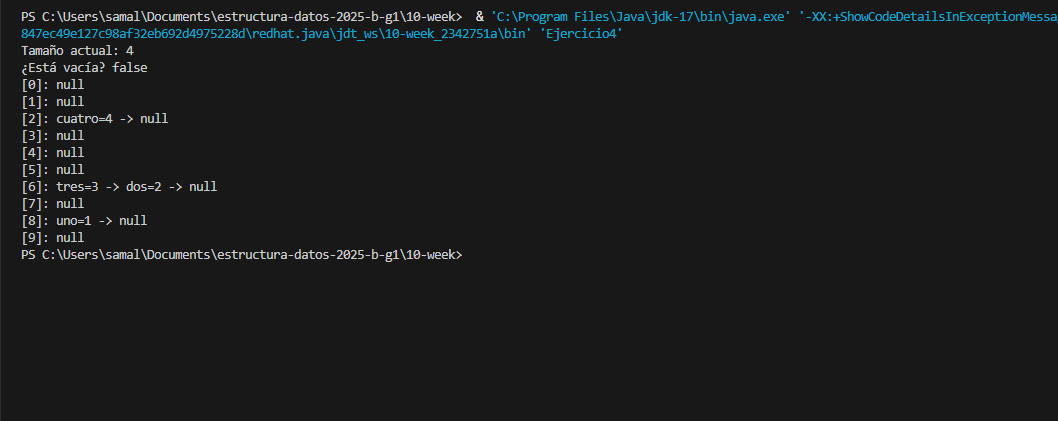 PS C:\Users\samal\Documents\estructura-datos-2025-b-g1\10-week>  & 'C:\Program Files\Java\jdk-17\bin\java.exe' '-XX:+ShowCodeDetailsInExceptionMessa
847ec49e127c98af32eb692d4975228d\redhat.java\jdt_ws\10-week_2342751a\bin' 'Ejercicio4'
Tamaño actual: 4
¿Está vacía? false
[0]: null
[1]: null
[2]: cuatro=4 -> null
[3]: null
[4]: null
[5]: null
[6]: tres=3 -> dos=2 -> null
[7]: null
[8]: uno=1 -> null
[9]: null
PS C:\Users\samal\Documents\estructura-datos-2025-b-g1\10-week>